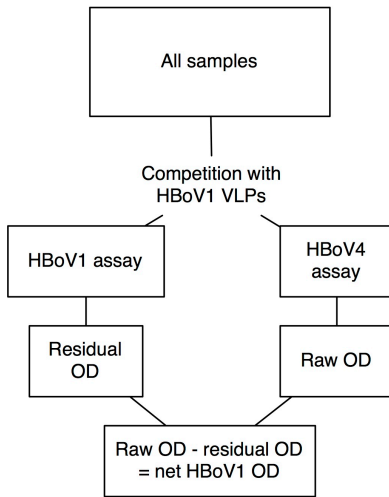 All samples
Competition with
HBoV1 VLPs
HBoV1 assay
HBoV4
assay
Residual
OD
Raw OD
Raw OD - residual OD
= net HBoV1 OD